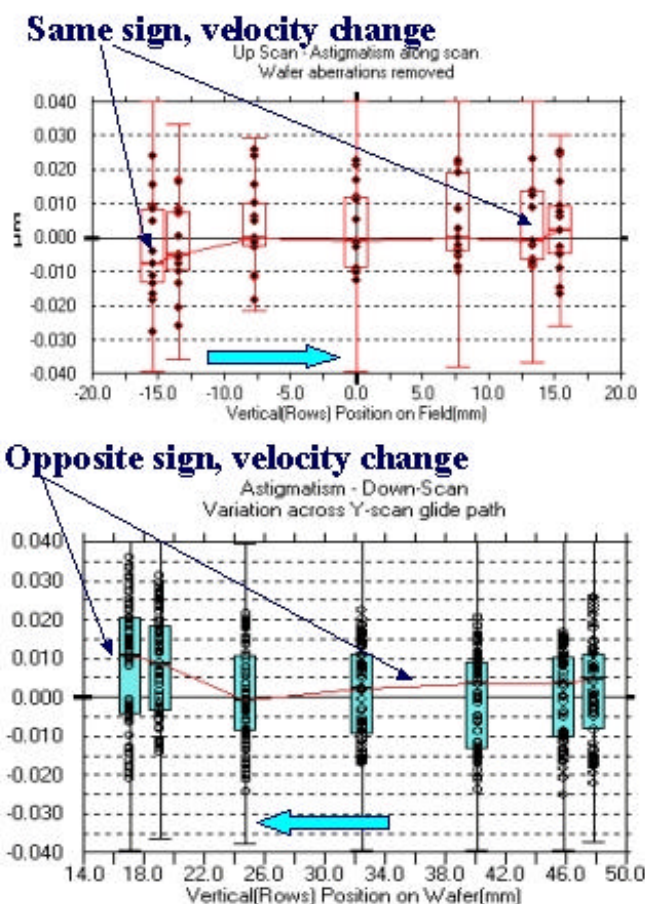 Same sign, velocity change
Up Scan - Astigmatism along scan
Wafer aberrations removed
0.040
0.030
0.020
0.010
0.000
-0.010
-0.020
-0.030
-0.040
µm
-20.0 -15.0 -10.0 -5.0 0.0 5.0 10.0 15.0 20.0
Vertical(Rows) Position on Field(mm)
Opposite sign, velocity change
Astigmatism - Down-Scan
Variation across Y-scan glide path
0.040
0.030
0.020
0.010
0.000
-0.010
-0.020
-0.030
-0.040
14.0 18.0 22.0 26.0 30.0 34.0 38.0 42.0 46.0 50.0
Vertical(Rows) Position on Wafer(mm)